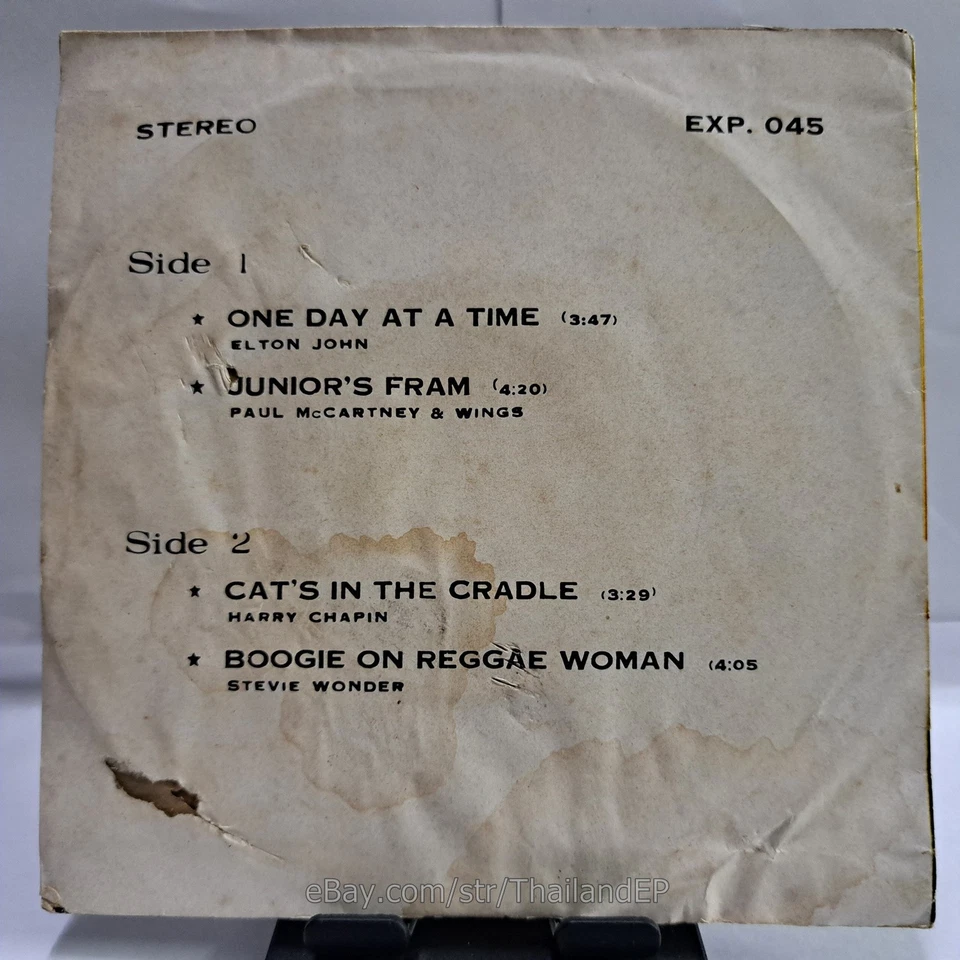 STEREO EXP. 045
Side 1
★ ONE DAY AT A TIME (3:47)
ELTON JOHN
★ JUNIOR'S FRAM (4:20)
PAUL McCARTNEY & WINGS
Side 2
★ CAT'S IN THE CRADLE (3:29)
HARRY CHAPIN
★ BOOGIE ON REGGAE WOMAN (4:05
STEVIE WONDER
eBay.com/str/ThailandEP